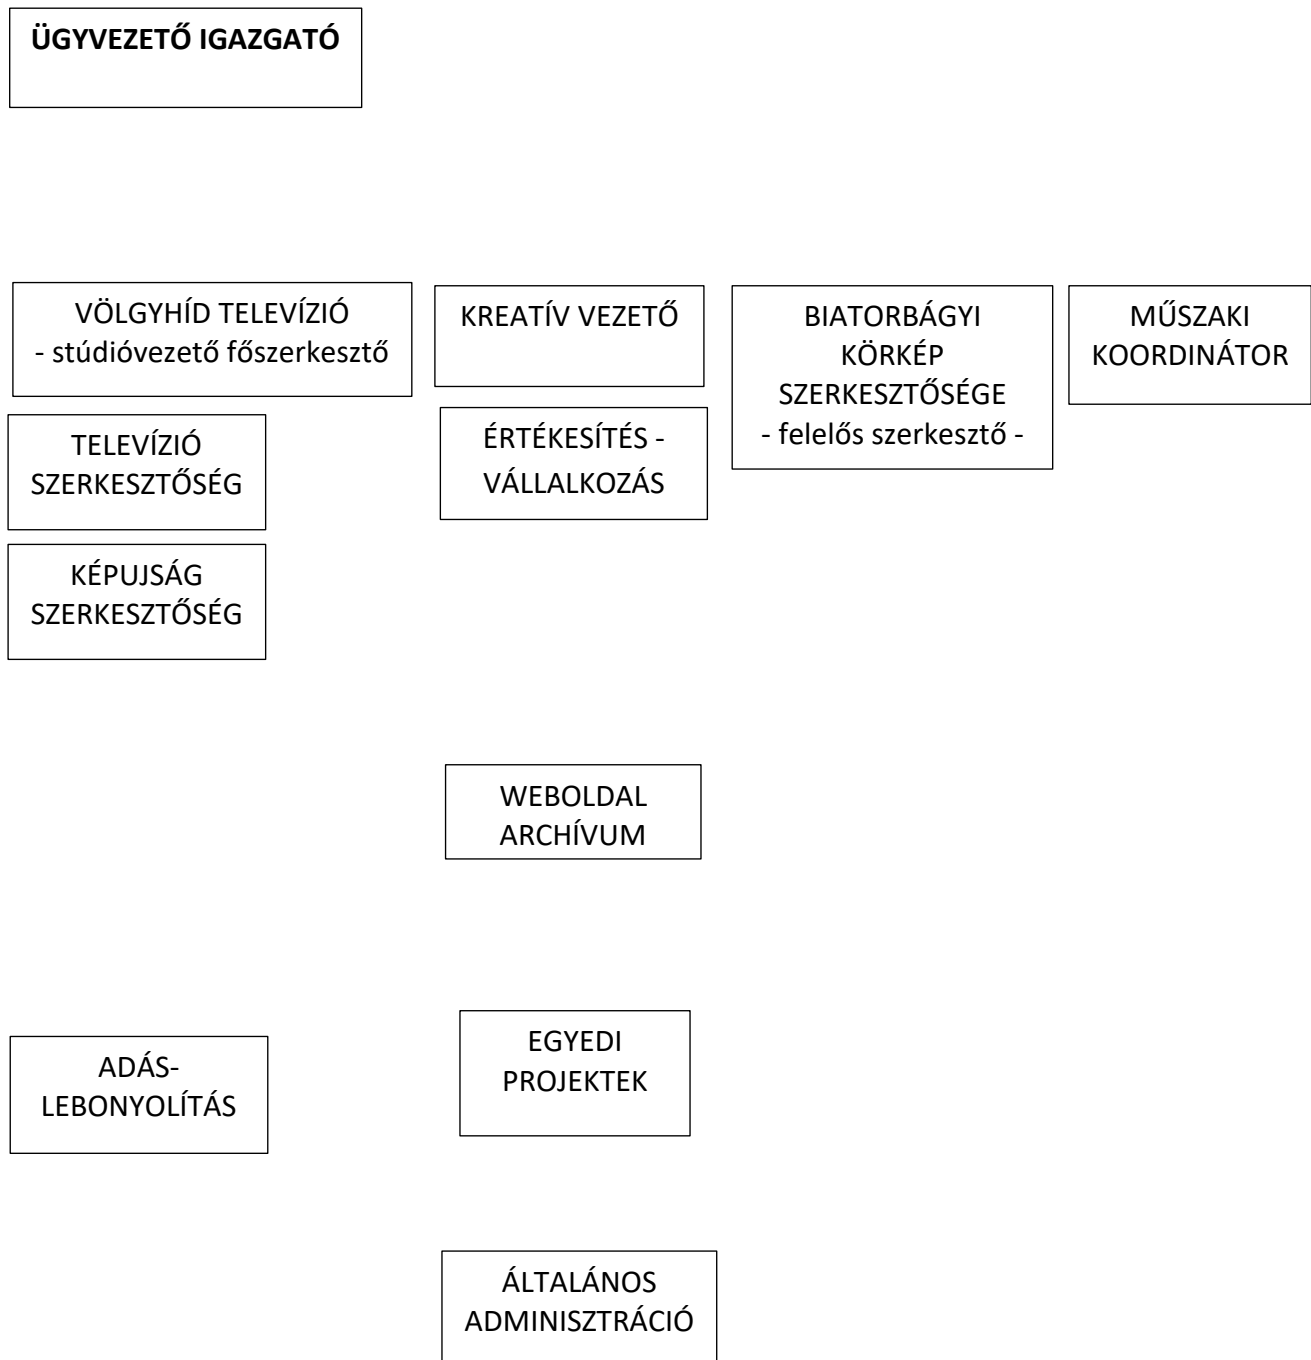 ÜGYVEZETŐ IGAZGATÓ
VÖLGYHÍD TELEVÍZIÓ
- stúdióvezető főszerkesztő
KREATÍV VEZETŐ
BIATORBÁGYI
KÖRKÉP
SZERKESZTŐSÉGE
- felelős szerkesztő -
MŰSZAKI
KOORDINÁTOR
TELEVÍZIÓ
SZERKESZTŐSÉG
ÉRTÉKESÍTÉS -
VÁLLALKOZÁS
KÉPUJSÁG
SZERKESZTŐSÉG
WEBOLDAL
ARCHÍVUM
ADÁS-
LEBONYOLÍTÁS
EGYEDI
PROJEKTEK
ÁLTALÁNOS
ADMINISZTRÁCIÓ